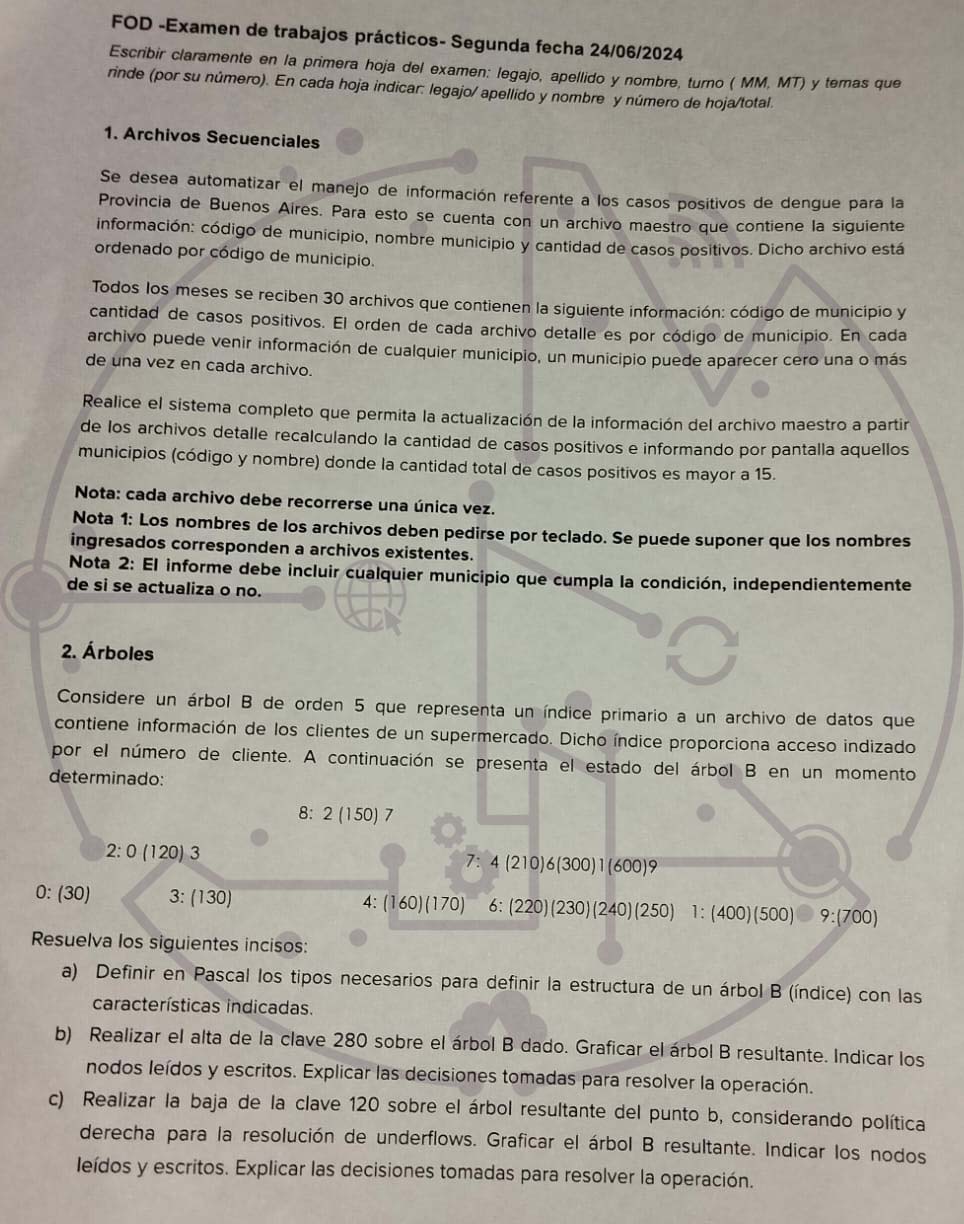 FOD -Examen de trabajos prácticos- Segunda fecha 24/06/2024
Escribir claramente en la primera hoja del examen: legajo, apellido y nombre, turno ( MM, MT) y temas que
rinde (por su número). En cada hoja indicar: legajo/ apellido y nombre y número de hoja/total.
1. Archivos Secuenciales
Se desea automatizar el manejo de información referente a los casos positivos de dengue para la
Provincia de Buenos Aires. Para esto se cuenta con un archivo maestro que contiene la siguiente
información: código de municipio, nombre municipio y cantidad de casos positivos. Dicho archivo está
ordenado por código de municipio.
Todos los meses se reciben 30 archivos que contienen la siguiente información: código de municipio y
cantidad de casos positivos. El orden de cada archivo detalle es por código de municipio. En cada
archivo puede venir información de cualquier municipio, un municipio puede aparecer cero una o más
de una vez en cada archivo.
Realice el sistema completo que permita la actualización de la información del archivo maestro a partir
de los archivos detalle recalculando la cantidad de casos positivos e informando por pantalla aquellos
municipios (código y nombre) donde la cantidad total de casos positivos es mayor a 15.
Nota: cada archivo debe recorrerse una única vez.
Nota 1: Los nombres de los archivos deben pedirse por teclado. Se puede suponer que los nombres
ingresados corresponden a archivos existentes.
Nota 2: El informe debe incluir cualquier municipio que cumpla la condición, independientemente
de si se actualiza o no.
2. Árboles
Considere un árbol B de orden 5 que representa un índice primario a un archivo de datos que
contiene información de los clientes de un supermercado. Dicho índice proporciona acceso indizado
por el número de cliente. A continuación se presenta el estado del árbol B en un momento
determinado:
8: 2 (150) 7
2: 0 (120) 3 7: 4 (210)6(300)1(600)9
0: (30) 3: (130) 4: (160)(170) 6: (220)(230)(240)(250) 1: (400)(500) 9:(700)
Resuelva los siguientes incisos:
a) Definir en Pascal los tipos necesarios para definir la estructura de un árbol B (índice) con las
características indicadas.
b) Realizar el alta de la clave 280 sobre el árbol B dado. Graficar el árbol B resultante. Indicar los
nodos leídos y escritos. Explicar las decisiones tomadas para resolver la operación.
c) Realizar la baja de la clave 120 sobre el árbol resultante del punto b, considerando política
derecha para la resolución de underflows. Graficar el árbol B resultante. Indicar los nodos
leídos y escritos. Explicar las decisiones tomadas para resolver la operación.